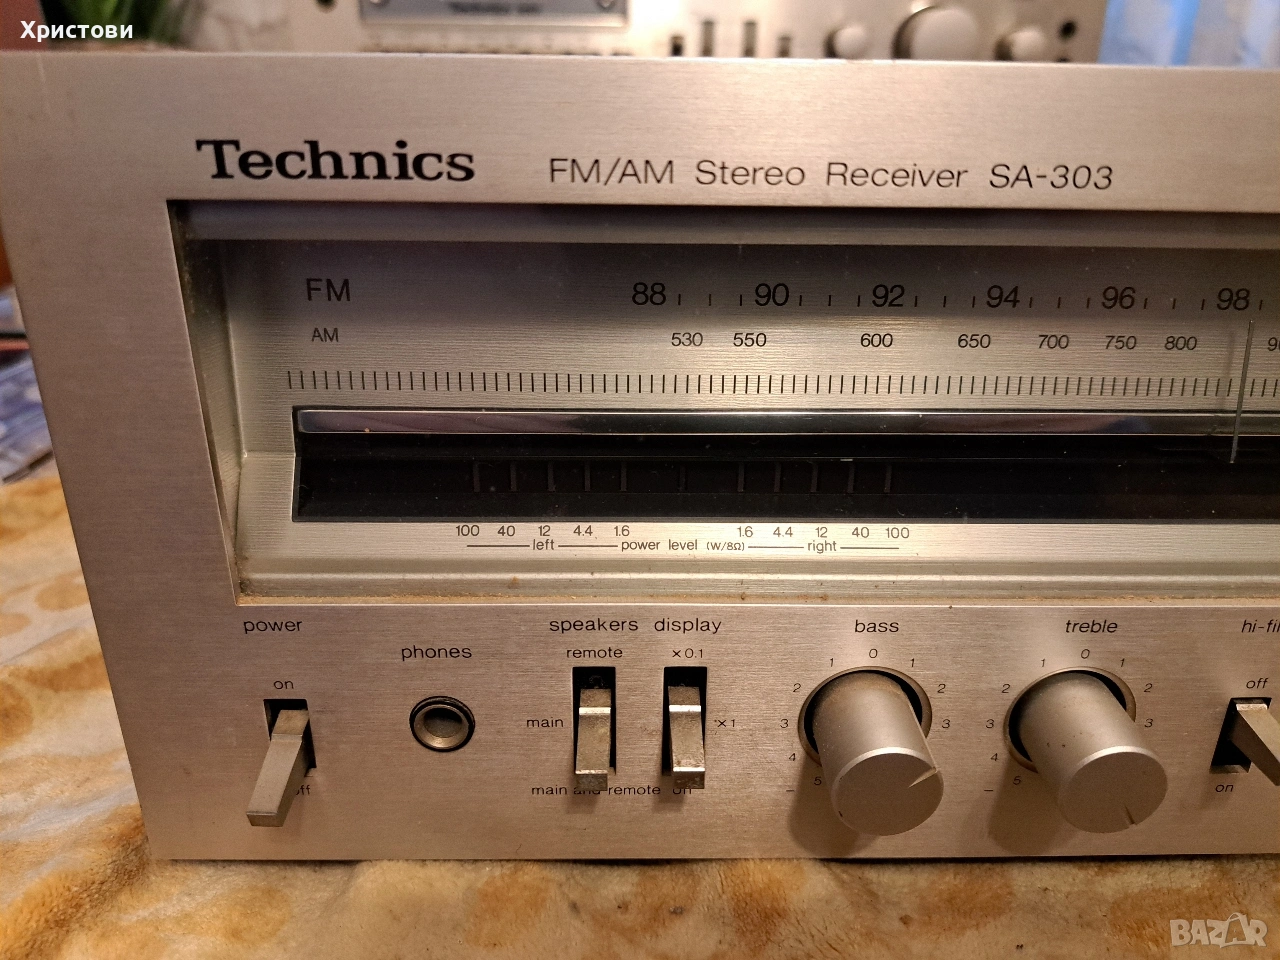 Христови
Technics FM/AM Stereo Receiver SA-303
FM 88 90 92 94 96 98
AM 530 550 600 650 700 750 800
100 40 12 4.4 1.6 1.6 4.4 12 40 100
left power level (W/8Ω) right
power phones speakers display bass treble
on remote ×0.1 1 0 1 1 0 1 off
main ×1 2 2 2 2
3 3 3 3
4 4
5 5
main and remote
– – on
BAZAR